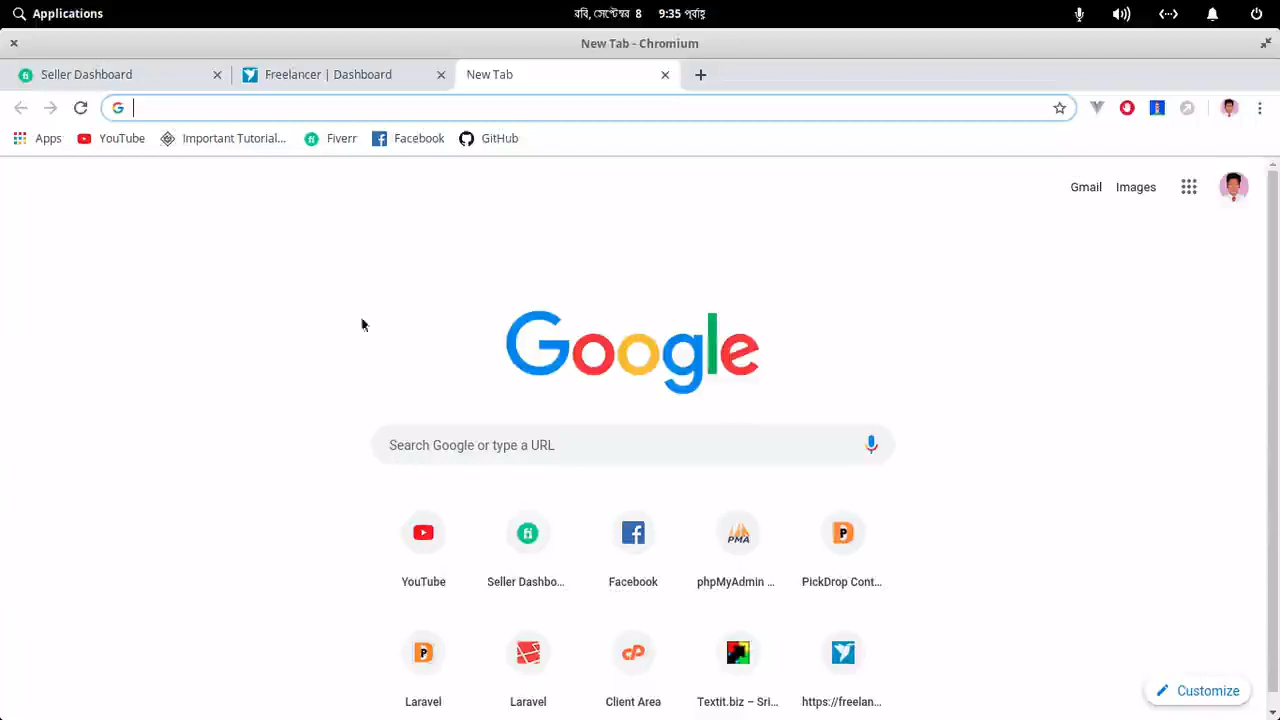 Applications
রবি, সেপ্টেম্বর 8 9:35 পূর্বাহ্ণ
New Tab - Chromium
Seller Dashboard
Freelancer | Dashboard
New Tab
Apps
YouTube
Important Tutorial...
Fiverr
Facebook
GitHub
Gmail
Images
Google
Search Google or type a URL
YouTube
Seller Dashbo...
Facebook
phpMyAdmin ...
PickDrop Cont...
Laravel
Laravel
Client Area
Textit.biz – Sri...
https://freelan...
Customize